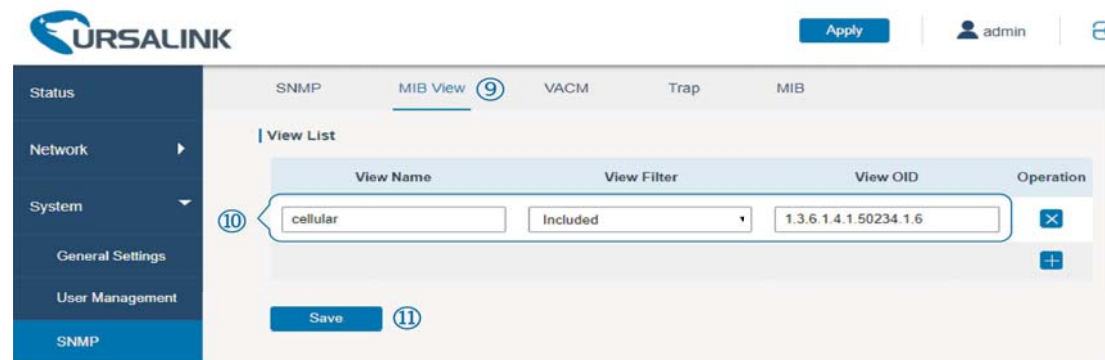 URSALINK
Apply
admin
Status
SNMP MIB View ⑨ VACM Trap MIB
View List
Network
View Name View Filter View OID Operation
System
⑩ cellular Included 1.3.6.1.4.1.50234.1.6
General Settings
User Management
Save ⑪
SNMP